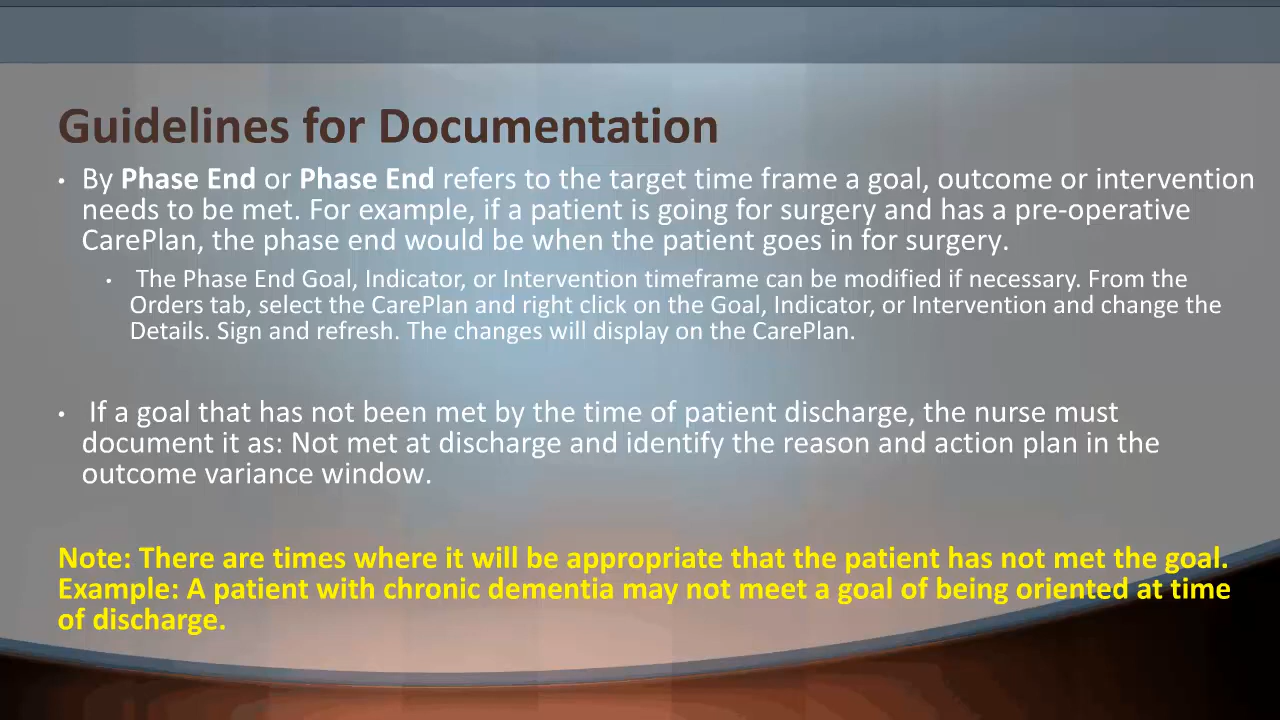 Guidelines for Documentation
• By Phase End or Phase End refers to the target time frame a goal, outcome or intervention
needs to be met. For example, if a patient is going for surgery and has a pre-operative
CarePlan, the phase end would be when the patient goes in for surgery.
• The Phase End Goal, Indicator, or Intervention timeframe can be modified if necessary. From the
Orders tab, select the CarePlan and right click on the Goal, Indicator, or Intervention and change the
Details. Sign and refresh. The changes will display on the CarePlan.
• If a goal that has not been met by the time of patient discharge, the nurse must
document it as: Not met at discharge and identify the reason and action plan in the
outcome variance window.
Note: There are times where it will be appropriate that the patient has not met the goal.
Example: A patient with chronic dementia may not meet a goal of being oriented at time
of discharge.